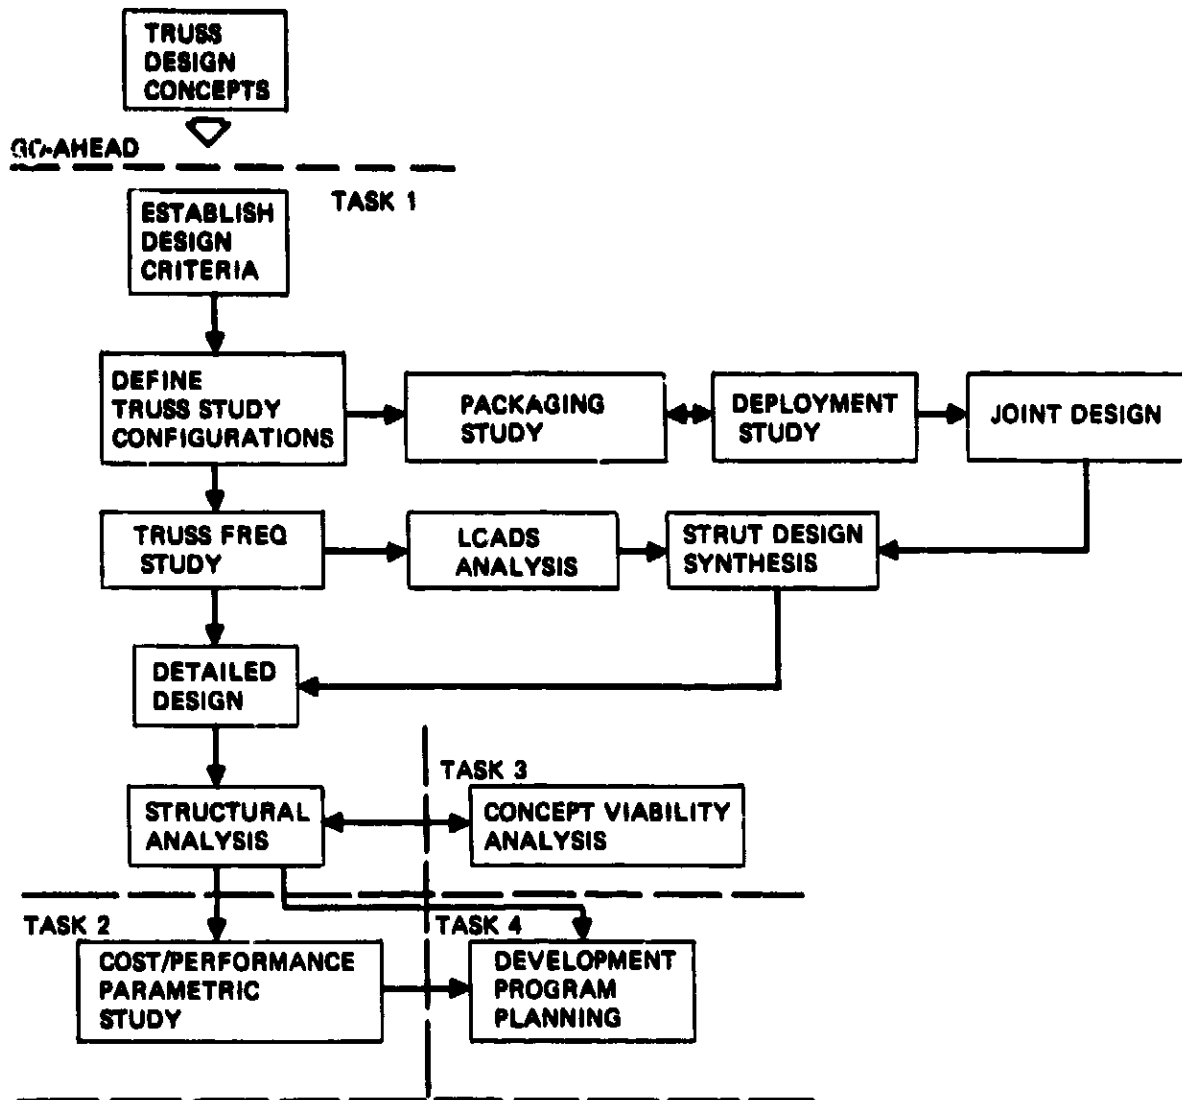 TRUSS
DESIGN
CONCEPTS
GO-AHEAD
TASK 1
ESTABLISH
DESIGN
CRITERIA
DEFINE
TRUSS STUDY
CONFIGURATIONS
PACKAGING
STUDY
DEPLOYMENT
STUDY
JOINT DESIGN
TRUSS FREQ
STUDY
LCADS
ANALYSIS
STRUT DESIGN
SYNTHESIS
DETAILED
DESIGN
TASK 3
STRUCTURAL
ANALYSIS
CONCEPT VIABILITY
ANALYSIS
TASK 2
TASK 4
COST/PERFORMANCE
PARAMETRIC
STUDY
DEVELOPMENT
PROGRAM
PLANNING